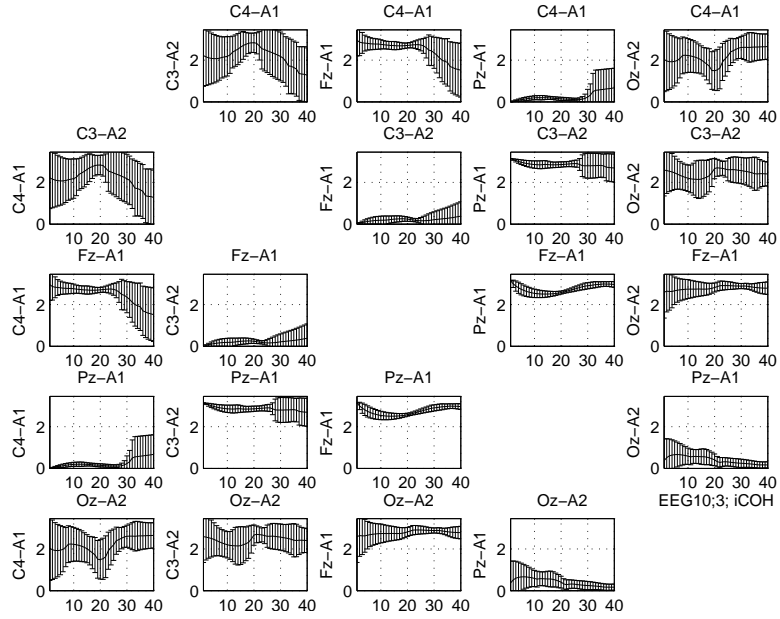 C4−A1 C4−A1 C4−A1 C4−A1
C3−A2 Fz−A1 Pz−A1 Oz−A2
2 2 2 2
0 0 0 0
10 20 30 40 10 20 30 40 10 20 30 40 10 20 30 40
C3−A2 C3−A2 C3−A2 C3−A2
C4−A1 Fz−A1 Pz−A1 Oz−A2
2 2 2 2
0 0 0 0
10 20 30 40 10 20 30 40 10 20 30 40 10 20 30 40
Fz−A1 Fz−A1 Fz−A1 Fz−A1
C4−A1 C3−A2 Pz−A1 Oz−A2
2 2 2 2
0 0 0 0
10 20 30 40 10 20 30 40 10 20 30 40 10 20 30 40
Pz−A1 Pz−A1 Pz−A1 Pz−A1
C4−A1 C3−A2 Fz−A1 Oz−A2
2 2 2 2
0 0 0 0
10 20 30 40 10 20 30 40 10 20 30 40 10 20 30 40
Oz−A2 Oz−A2 Oz−A2 Oz−A2 EEG10;3; iCOH
C4−A1 C3−A2 Fz−A1 Pz−A1
2 2 2 2
0 0 0 0
10 20 30 40 10 20 30 40 10 20 30 40 10 20 30 40